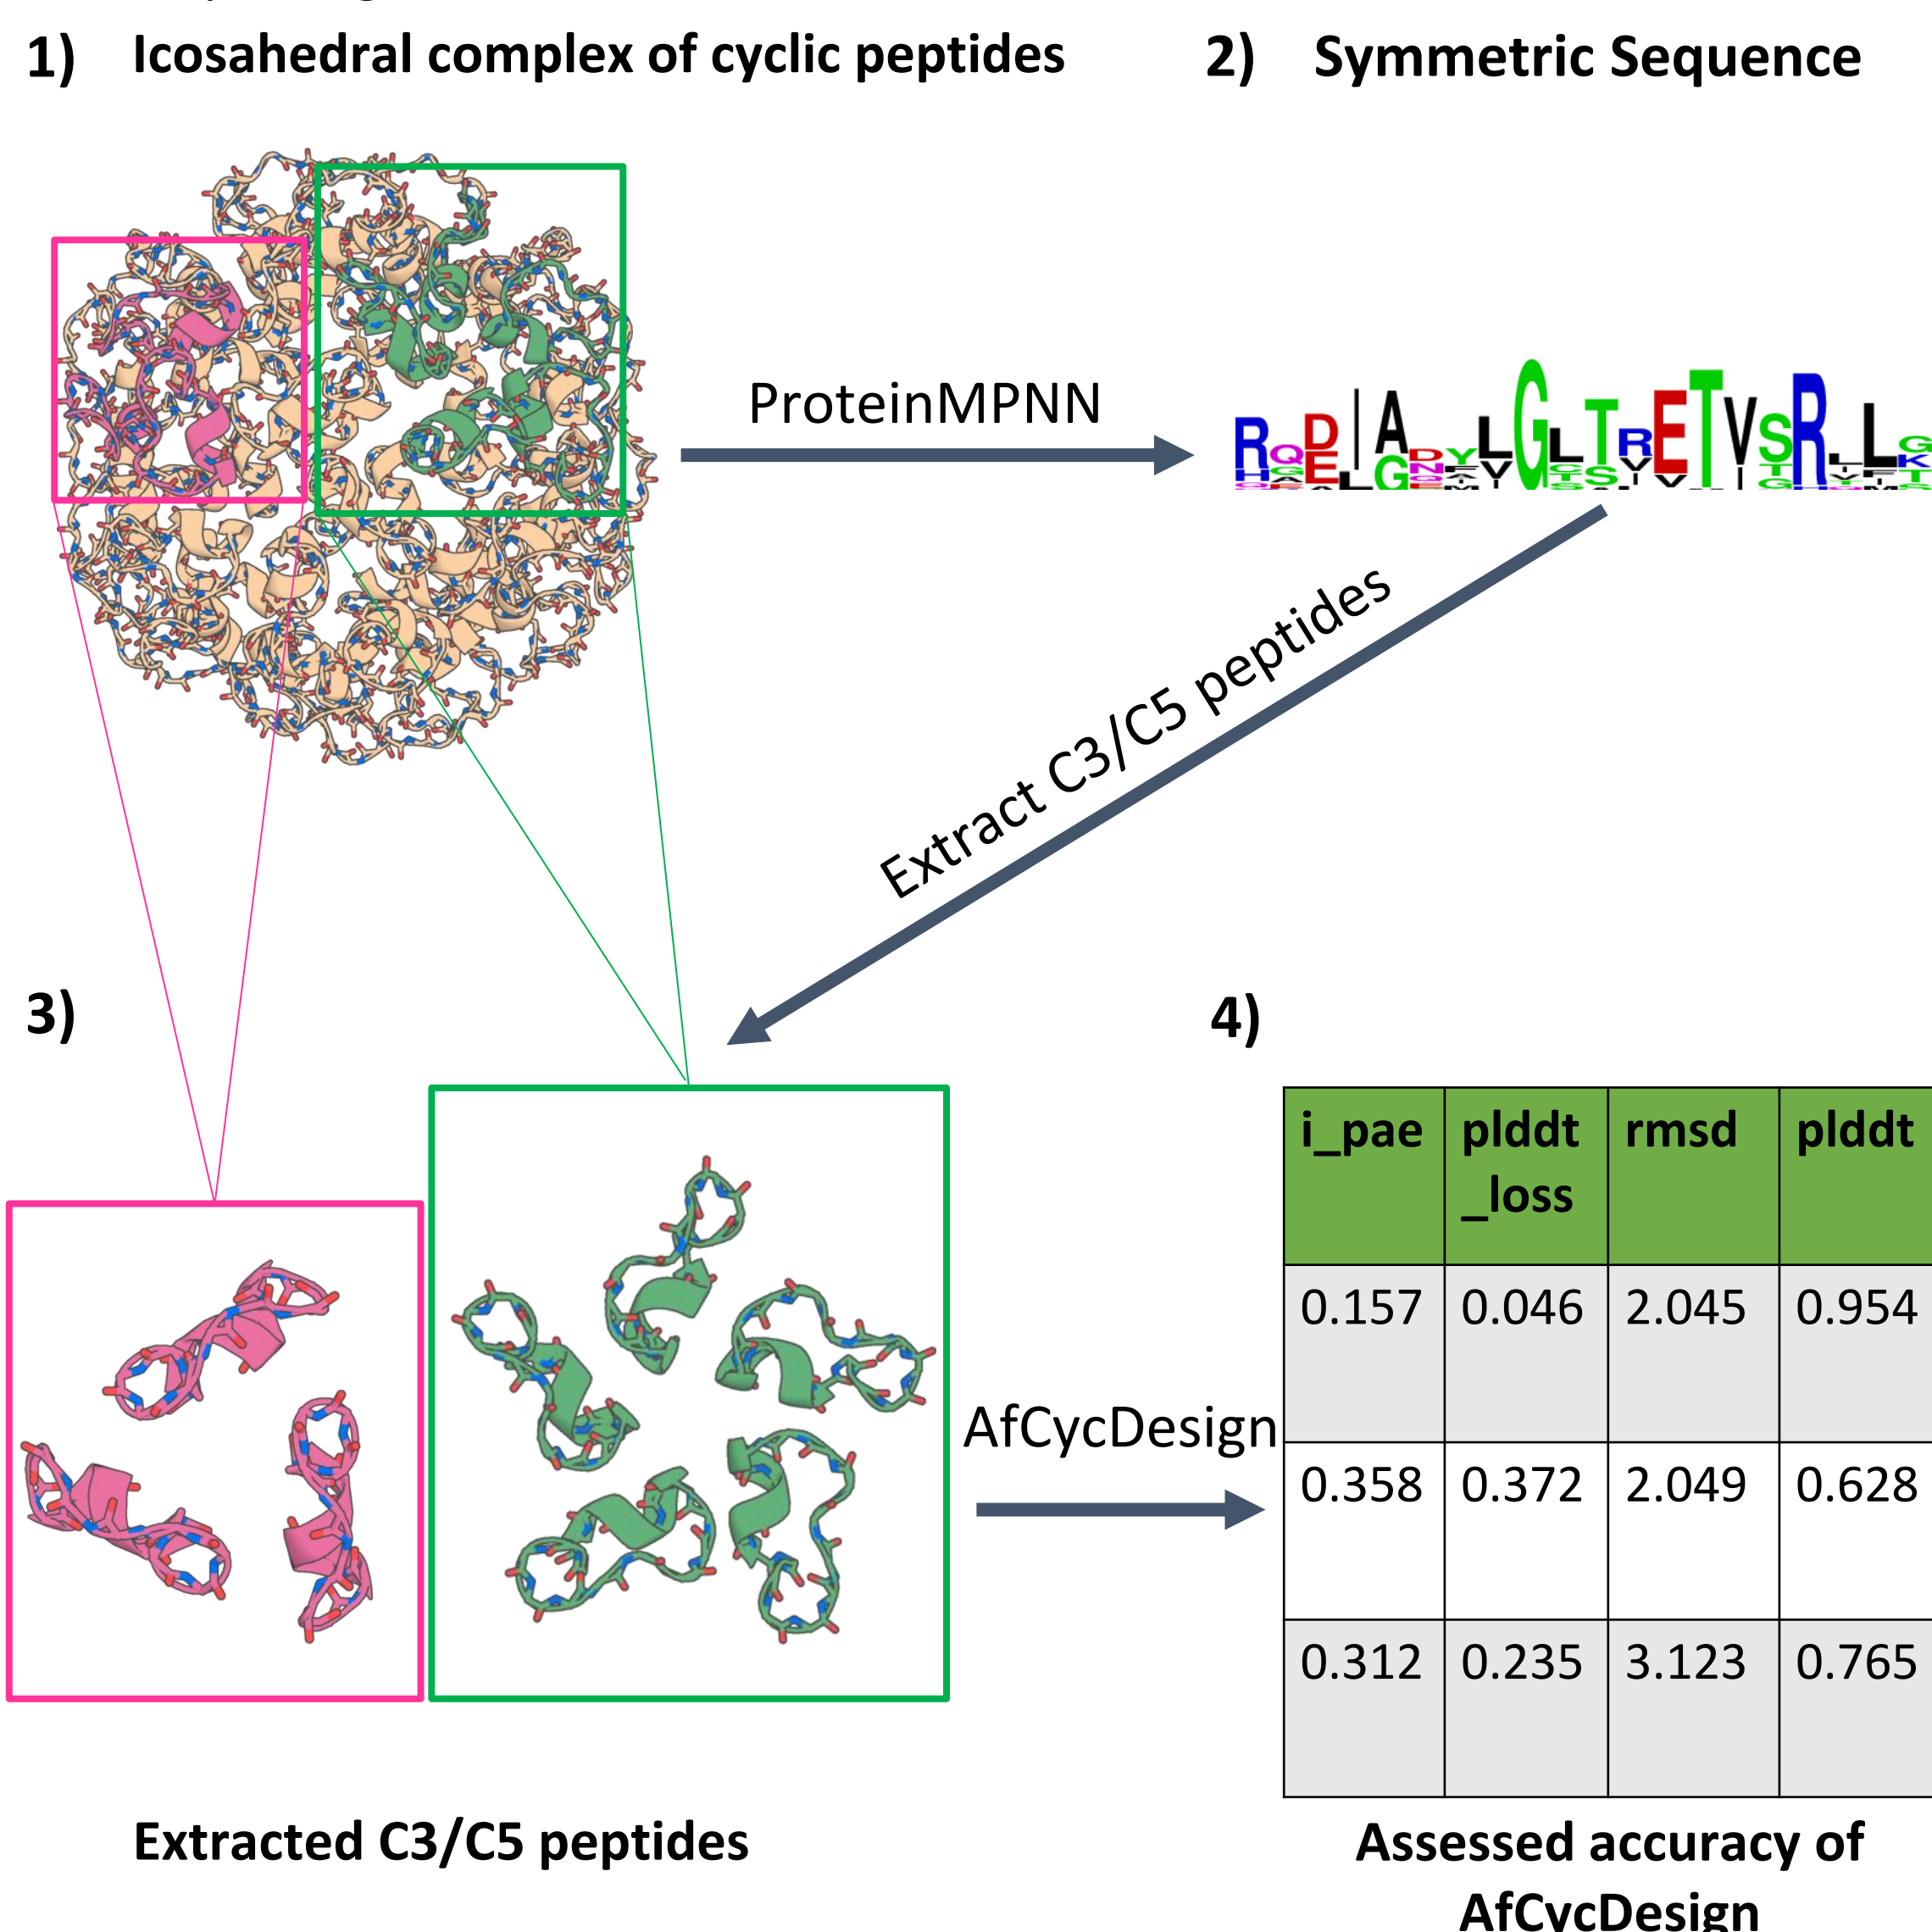 1) Icosahedral complex of cyclic peptides
2) Symmetric Sequence
ProteinMPNN
Extract C3/C5 peptides
3)
4)
AfCycDesign
i_pae plddt _loss rmsd plddt
0.157 0.046 2.045 0.954
0.358 0.372 2.049 0.628
0.312 0.235 3.123 0.765
Extracted C3/C5 peptides
Assessed accuracy of
AfCycDesign